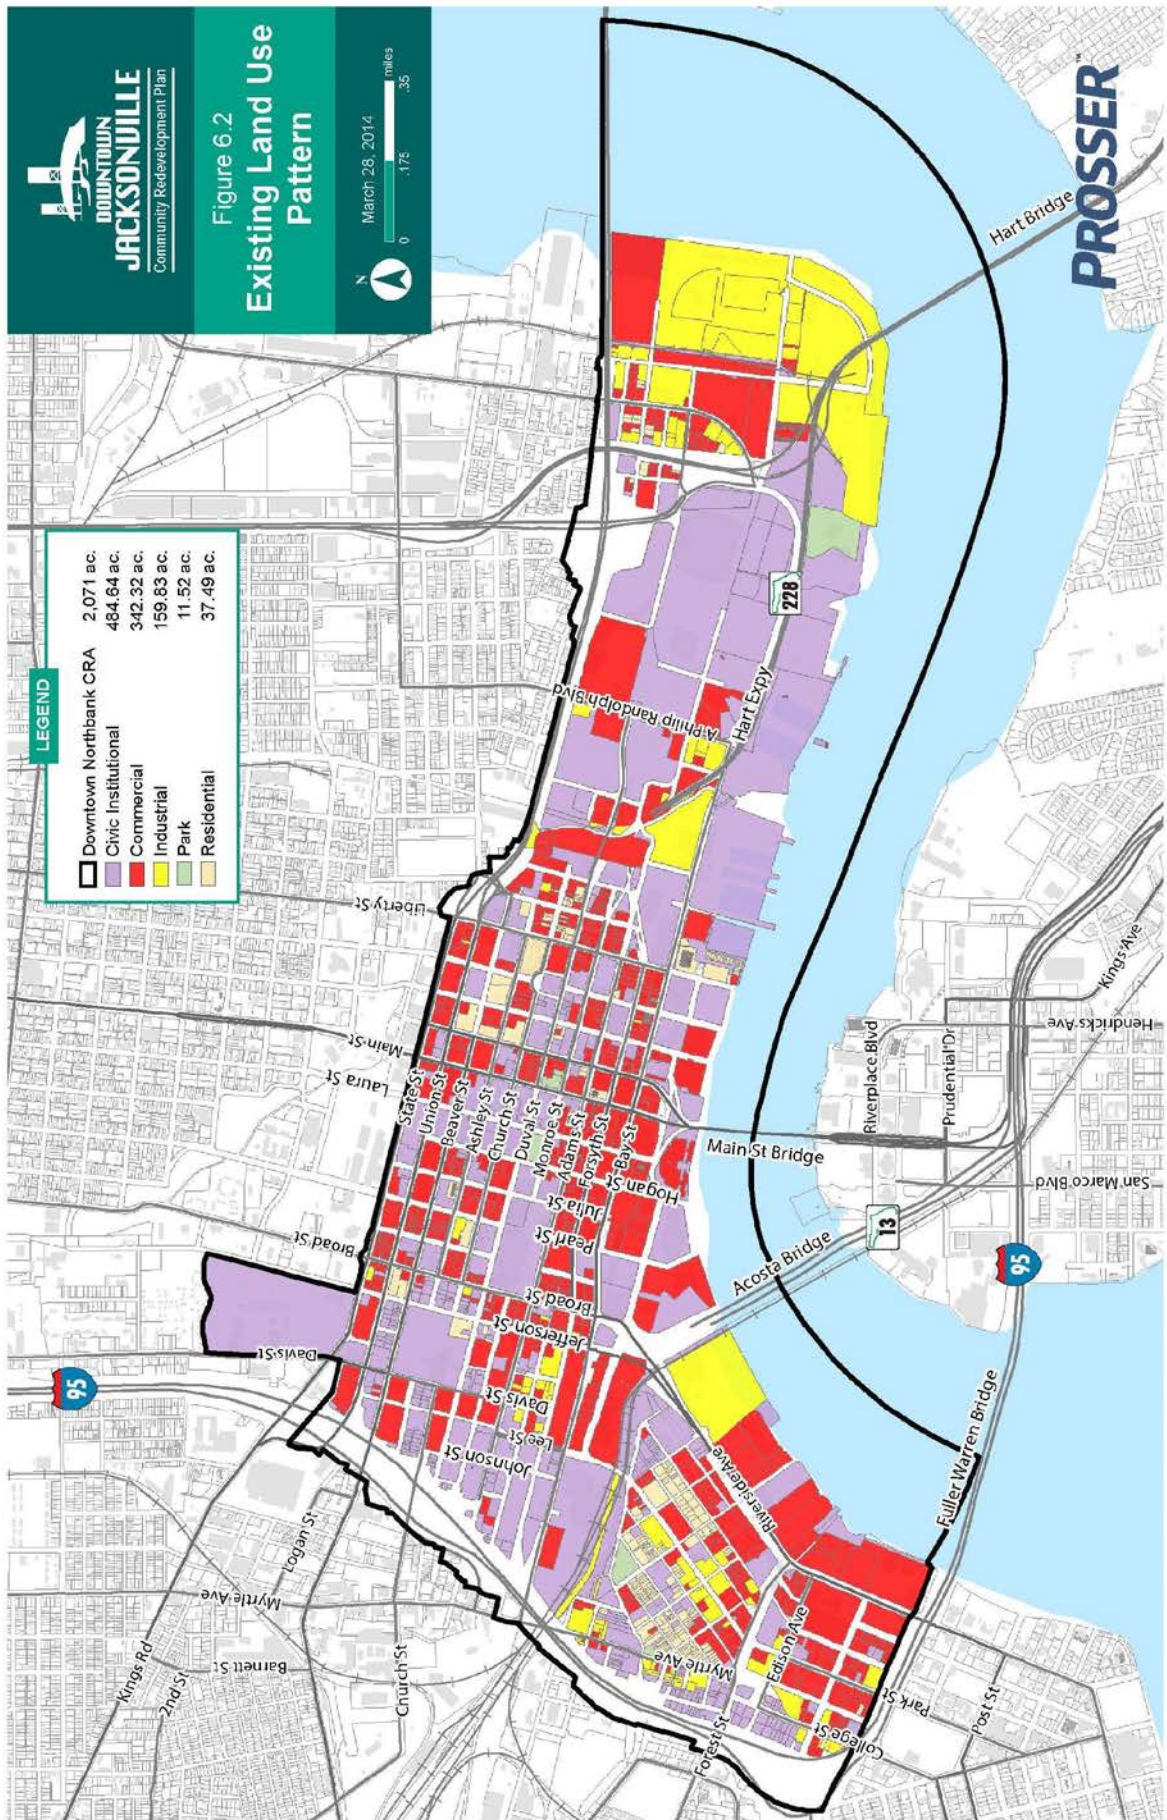 DOWNTOWN
JACKSONVILLE
Community Redevelopment Plan
Figure 6.2
Existing Land Use
Pattern
March 28, 2014
N
0 .175 .35
miles
LEGEND
Downtown Northbank CRA 2,071 ac.
Civic Institutional 484.64 ac.
Commercial 342.32 ac.
Industrial 159.83 ac.
Park 11.52 ac.
Residential 37.49 ac.
PROSSER™
Hart Bridge
228
Hart Expy
A Philip Randolph Blvd
Liberty St
Main St
Laura St
State St
Union St
Beaver St
Ashley St
Church St
Duval St
Monroe St
Adams St
Forsyth St
Bay St
Hogan St
Julia St
Pearl St
Broad St
Broad St
Jefferson St
Davis St
Davis St
Lee St
Johnson St
95
Logan St
Myrtle Ave
Kings Rd
2nd St
Barnett St
Church St
Main St Bridge
Acosta Bridge
13
Riverplace Blvd
Prudential Dr
Kings Ave
Hendricks Ave
San Marco Blvd
95
Fuller Warren Bridge
Riverside Ave
Edison Ave
Myrtle Ave
Forest St
College St
Park St
Post St